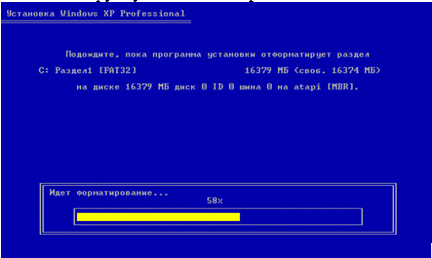 Установка Windows XP Professional
Подождите, пока программа установки отформатирует раздел
C: Раздел1 [FAT32] 16379 МБ (своб. 16374 МБ)
на диске 16379 МБ диск 0 ID 0 шина 0 на atapi [MBR].
Идет форматирование...
58%